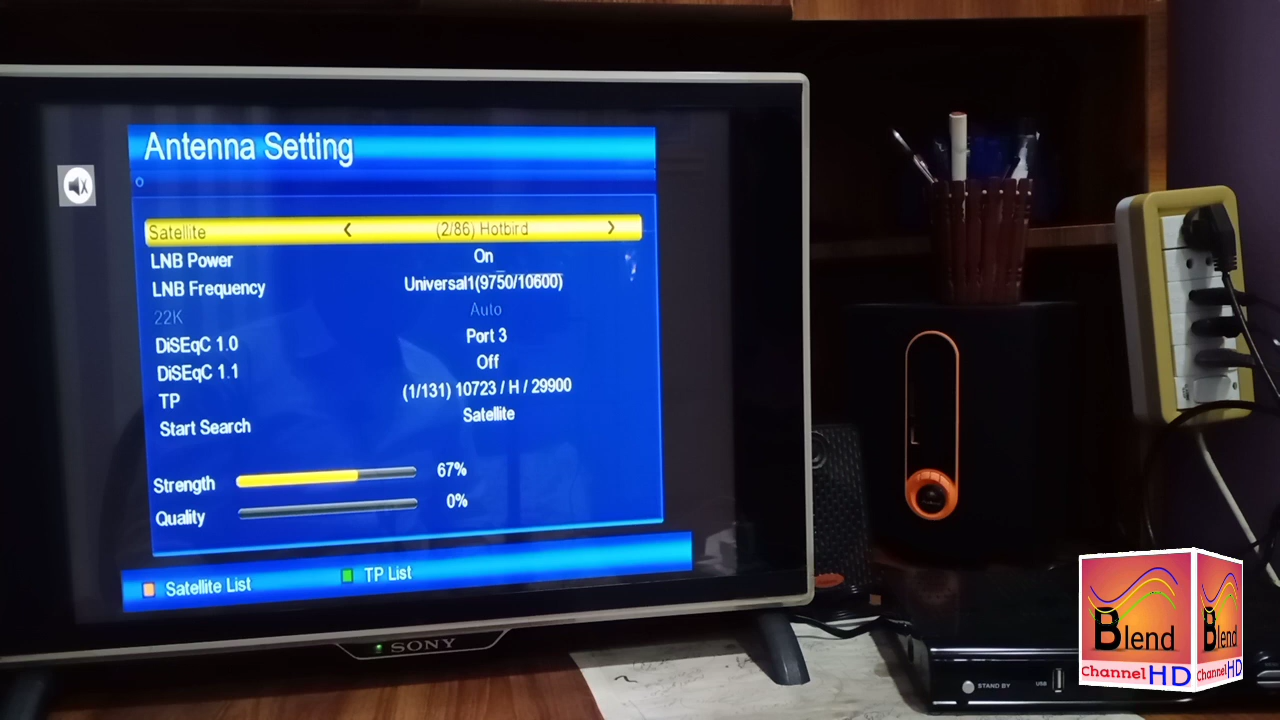 Antenna Setting
Satellite (2/86) Hotbird
LNB Power On
LNB Frequency Universal1(9750/10600)
22K Auto
DiSEqC 1.0 Port 3
DiSEqC 1.1 Off
TP (1/131) 10723 / H / 29900
Start Search Satellite
Strength 67%
Quality 0%
Satellite List TP List
SONY
STAND BY USB
Blend
Channel HD
Blend
Channel HD